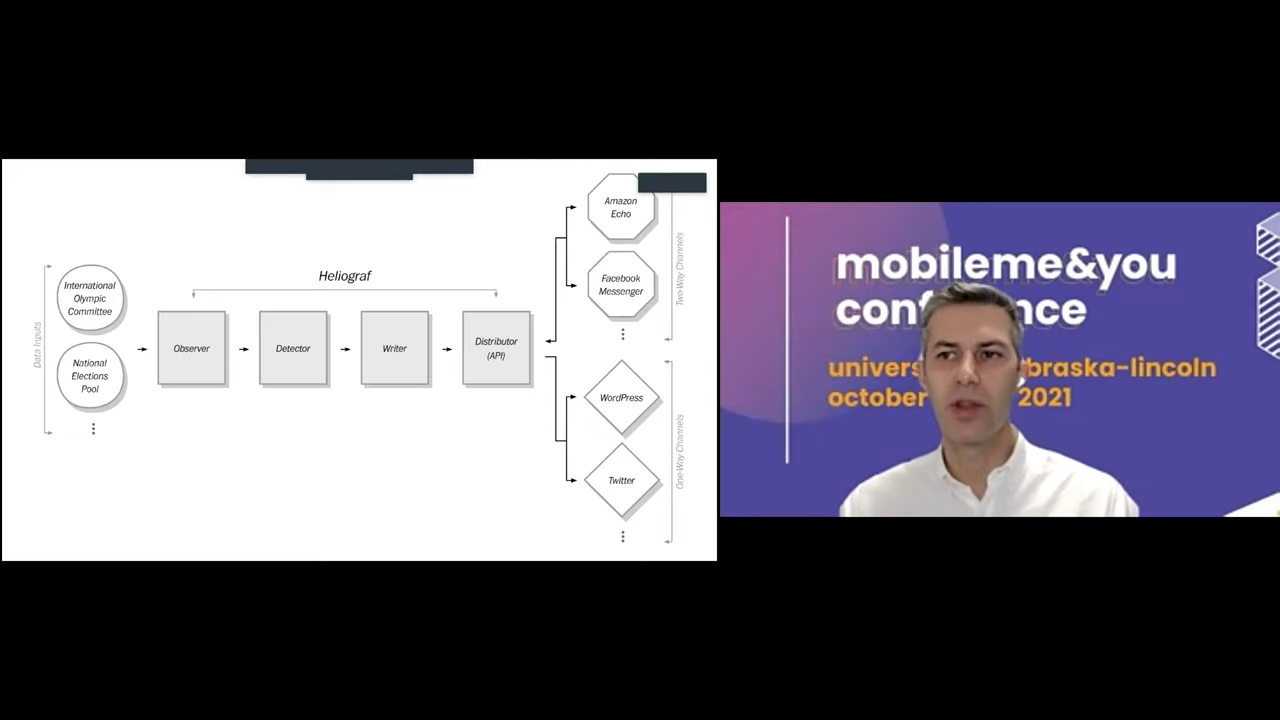 Data Inputs
International
Olympic
Committee
National
Elections
Pool
Heliograf
Observer
Detector
Writer
Distributor
(API)
Amazon
Echo
Facebook
Messenger
Two-Way Channels
WordPress
Twitter
One-Way Channels
mobileme&you
conf nce
univers braska-lincoln
october 2021